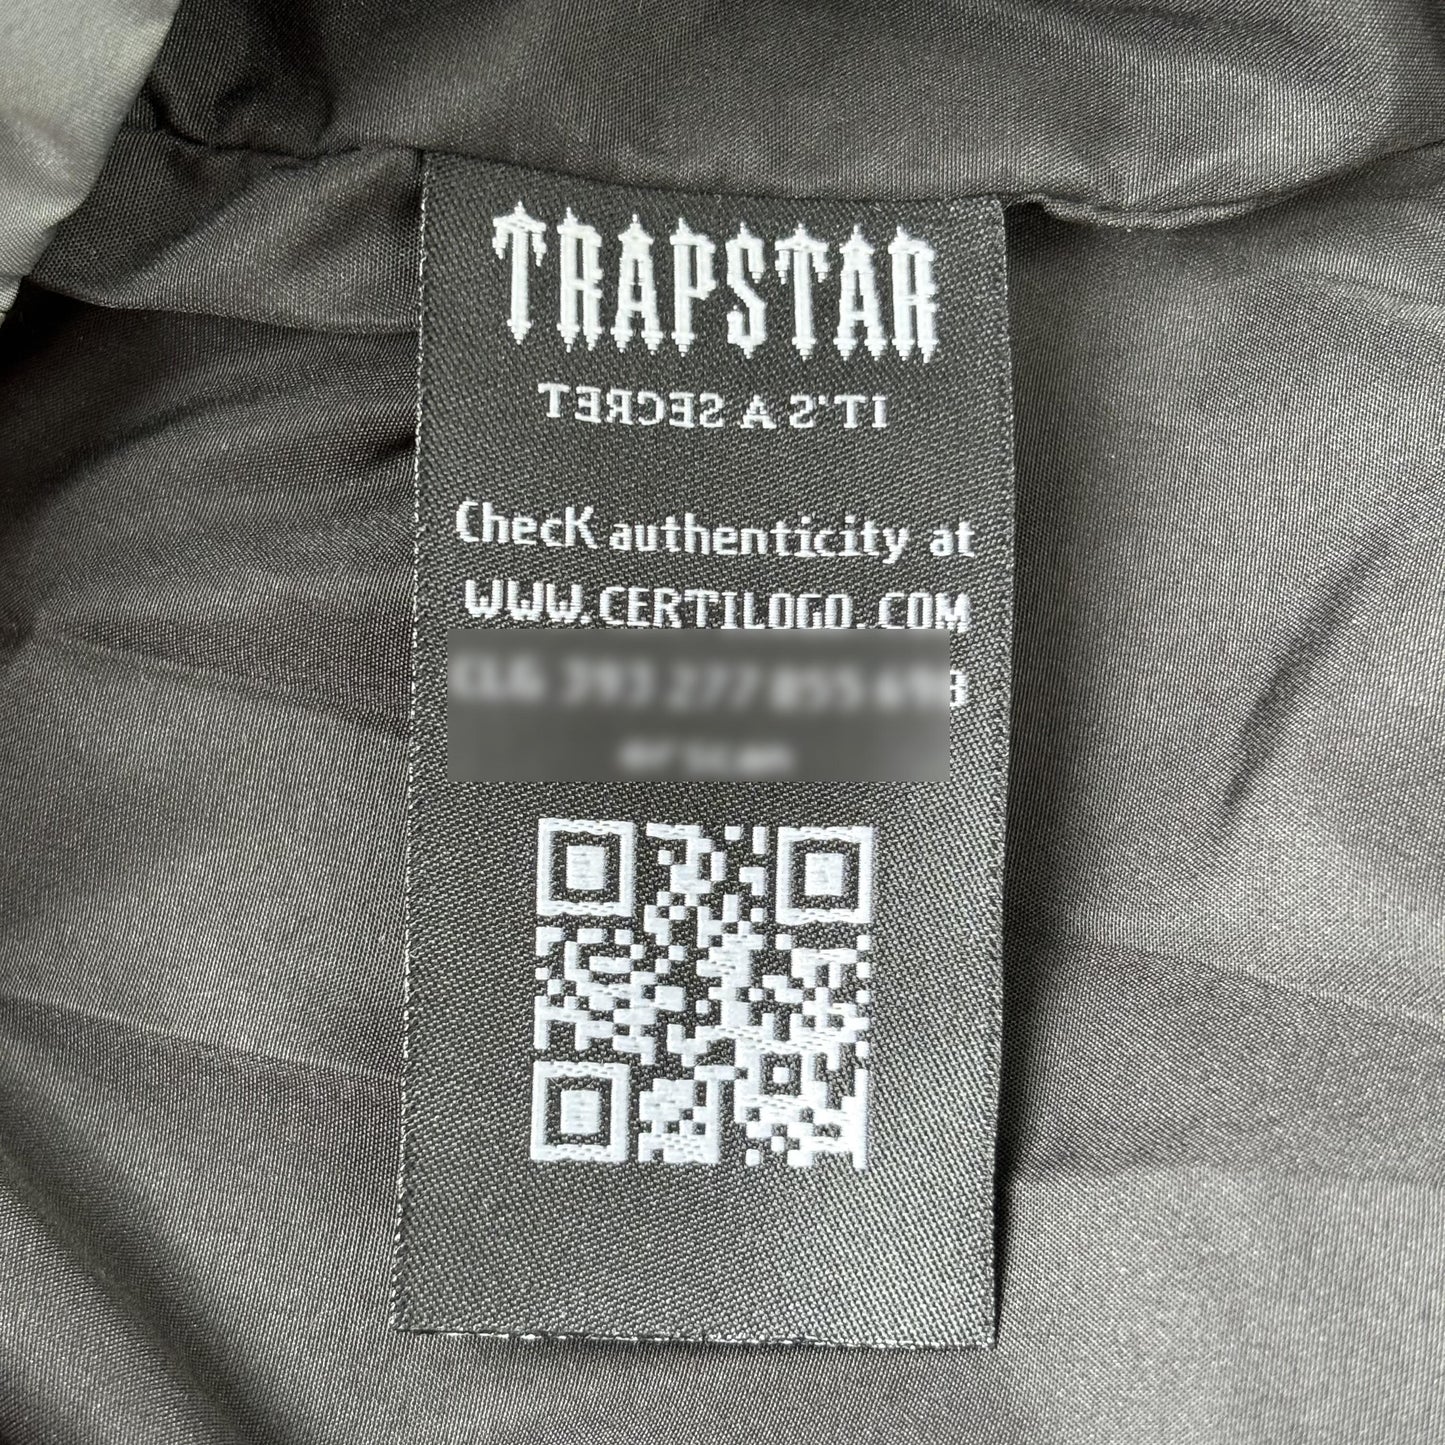 TRAPSTAR
IT'S A SECRET
Check authenticity at
WWW.CERTILOGO.COM